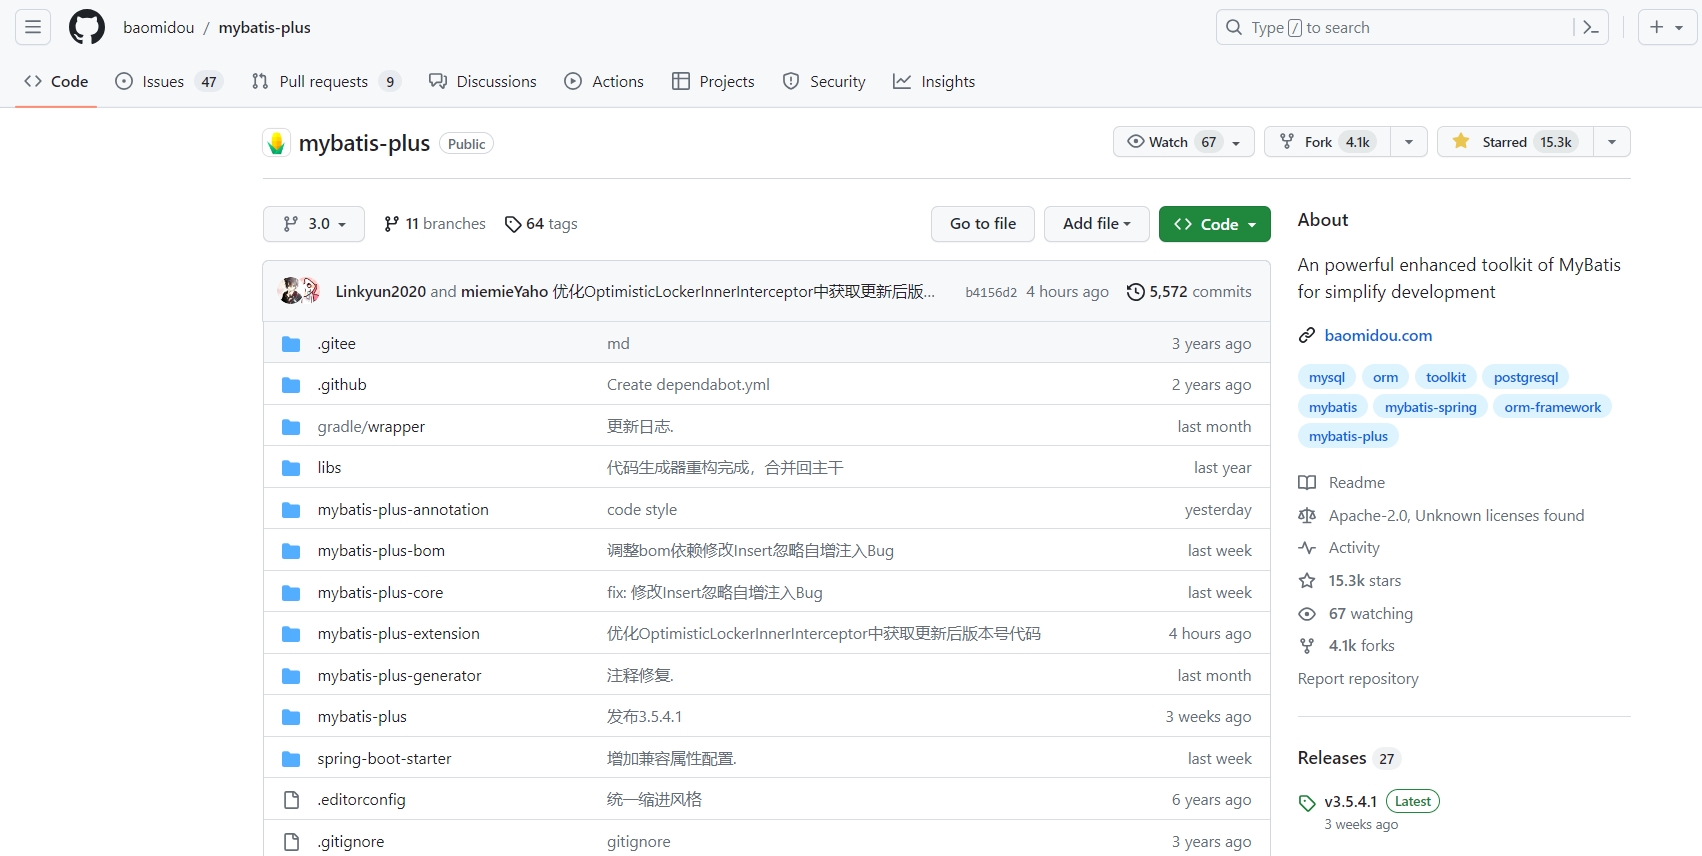 baomidou / mybatis-plus
Type / to search
Code
Issues 47
Pull requests 9
Discussions
Actions
Projects
Security
Insights
mybatis-plus Public
Watch 67
Fork 4.1k
Starred 15.3k
3.0
11 branches
64 tags
Go to file
Add file
Code
Linkyun2020 and miemieYaho 优化OptimisticLockerInnerInterceptor中获取更新后版... b4156d2 4 hours ago 5,572 commits
.gitee md 3 years ago
.github Create dependabot.yml 2 years ago
gradle/wrapper 更新日志. last month
libs 代码生成器重构完成，合并回主干 last year
mybatis-plus-annotation code style yesterday
mybatis-plus-bom 调整bom依赖修改Insert忽略自增注入Bug last week
mybatis-plus-core fix: 修改Insert忽略自增注入Bug last week
mybatis-plus-extension 优化OptimisticLockerInnerInterceptor中获取更新后版本号代码 4 hours ago
mybatis-plus-generator 注释修复. last month
mybatis-plus 发布3.5.4.1 3 weeks ago
spring-boot-starter 增加兼容属性配置. last week
.editorconfig 统一缩进风格 6 years ago
.gitignore gitignore 3 years ago
About
An powerful enhanced toolkit of MyBatis
for simplify development
baomidou.com
mysql orm toolkit postgresql
mybatis mybatis-spring orm-framework
mybatis-plus
Readme
Apache-2.0, Unknown licenses found
Activity
15.3k stars
67 watching
4.1k forks
Report repository
Releases 27
v3.5.4.1 Latest
3 weeks ago